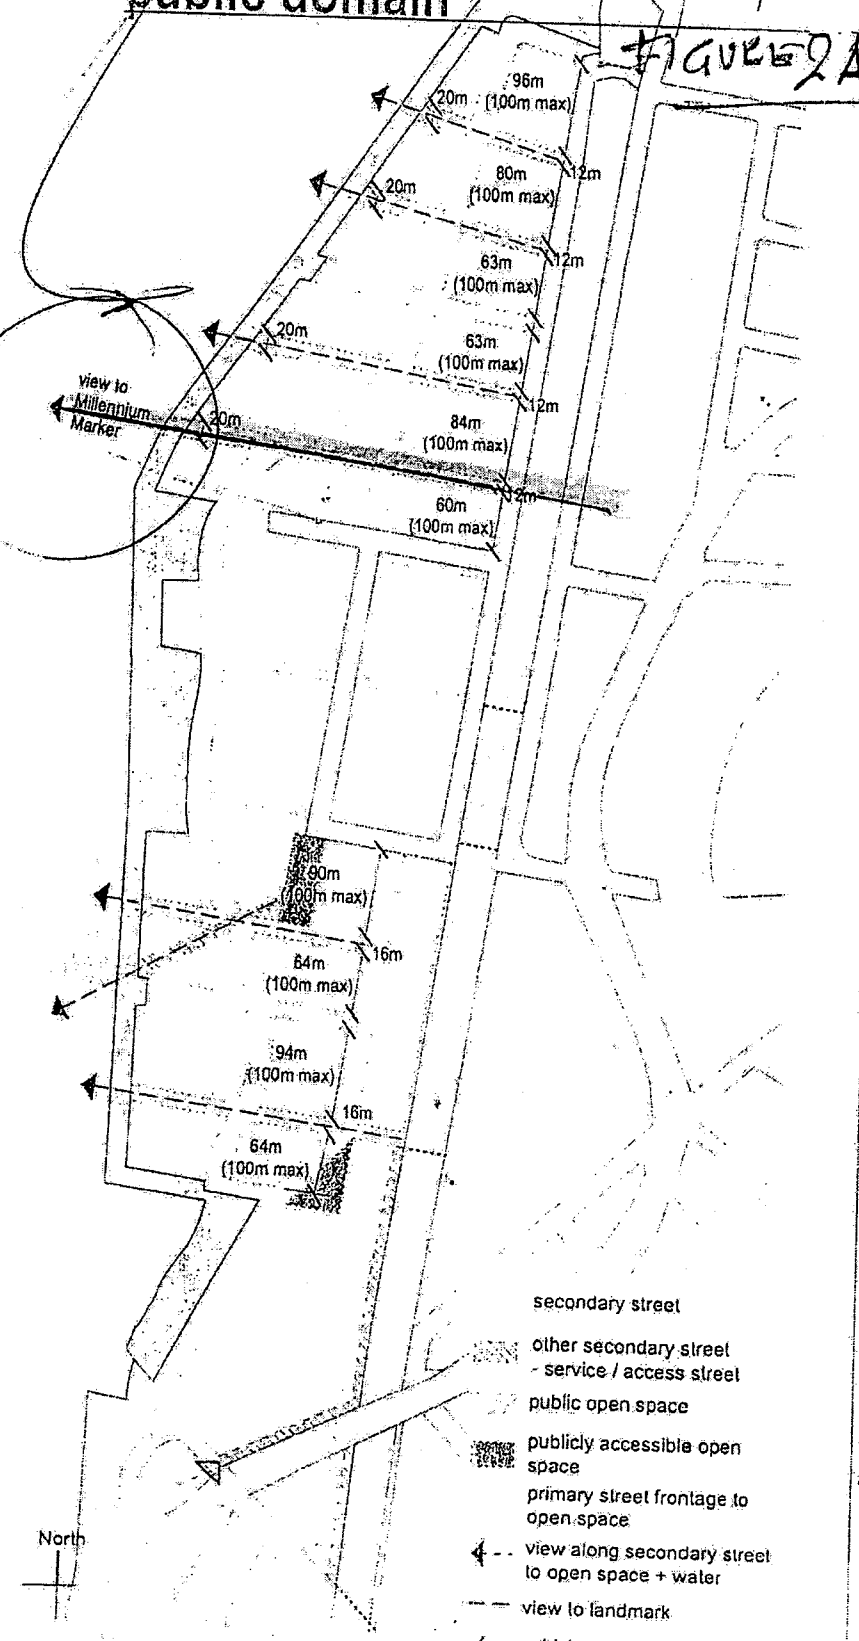 public domain
FIGURE 2A
96m
(100m max)
20m
12m
80m
(100m max)
20m
12m
63m
(100m max)
20m
63m
(100m max)
12m
view to
Millennium
Marker
20m
84m
(100m max)
12m
60m
(100m max)
90m
(100m max)
16m
64m
(100m max)
94m
(100m max)
16m
64m
(100m max)
secondary street
other secondary street
- service / access street
public open space
publicly accessible open
space
primary street frontage to
open space
view along secondary street
to open space + water
view to landmark
North